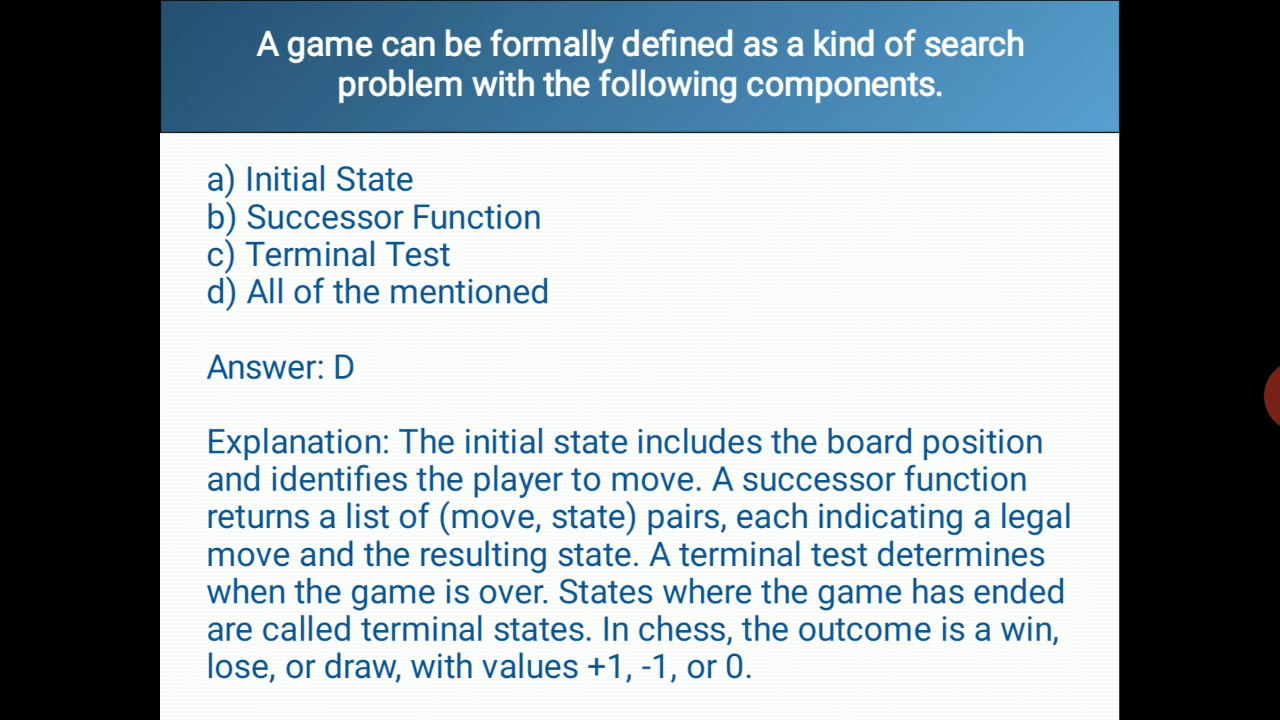 A game can be formally defined as a kind of search
problem with the following components.
a) Initial State
b) Successor Function
c) Terminal Test
d) All of the mentioned
Answer: D
Explanation: The initial state includes the board position
and identifies the player to move. A successor function
returns a list of (move, state) pairs, each indicating a legal
move and the resulting state. A terminal test determines
when the game is over. States where the game has ended
are called terminal states. In chess, the outcome is a win,
lose, or draw, with values +1, -1, or 0.